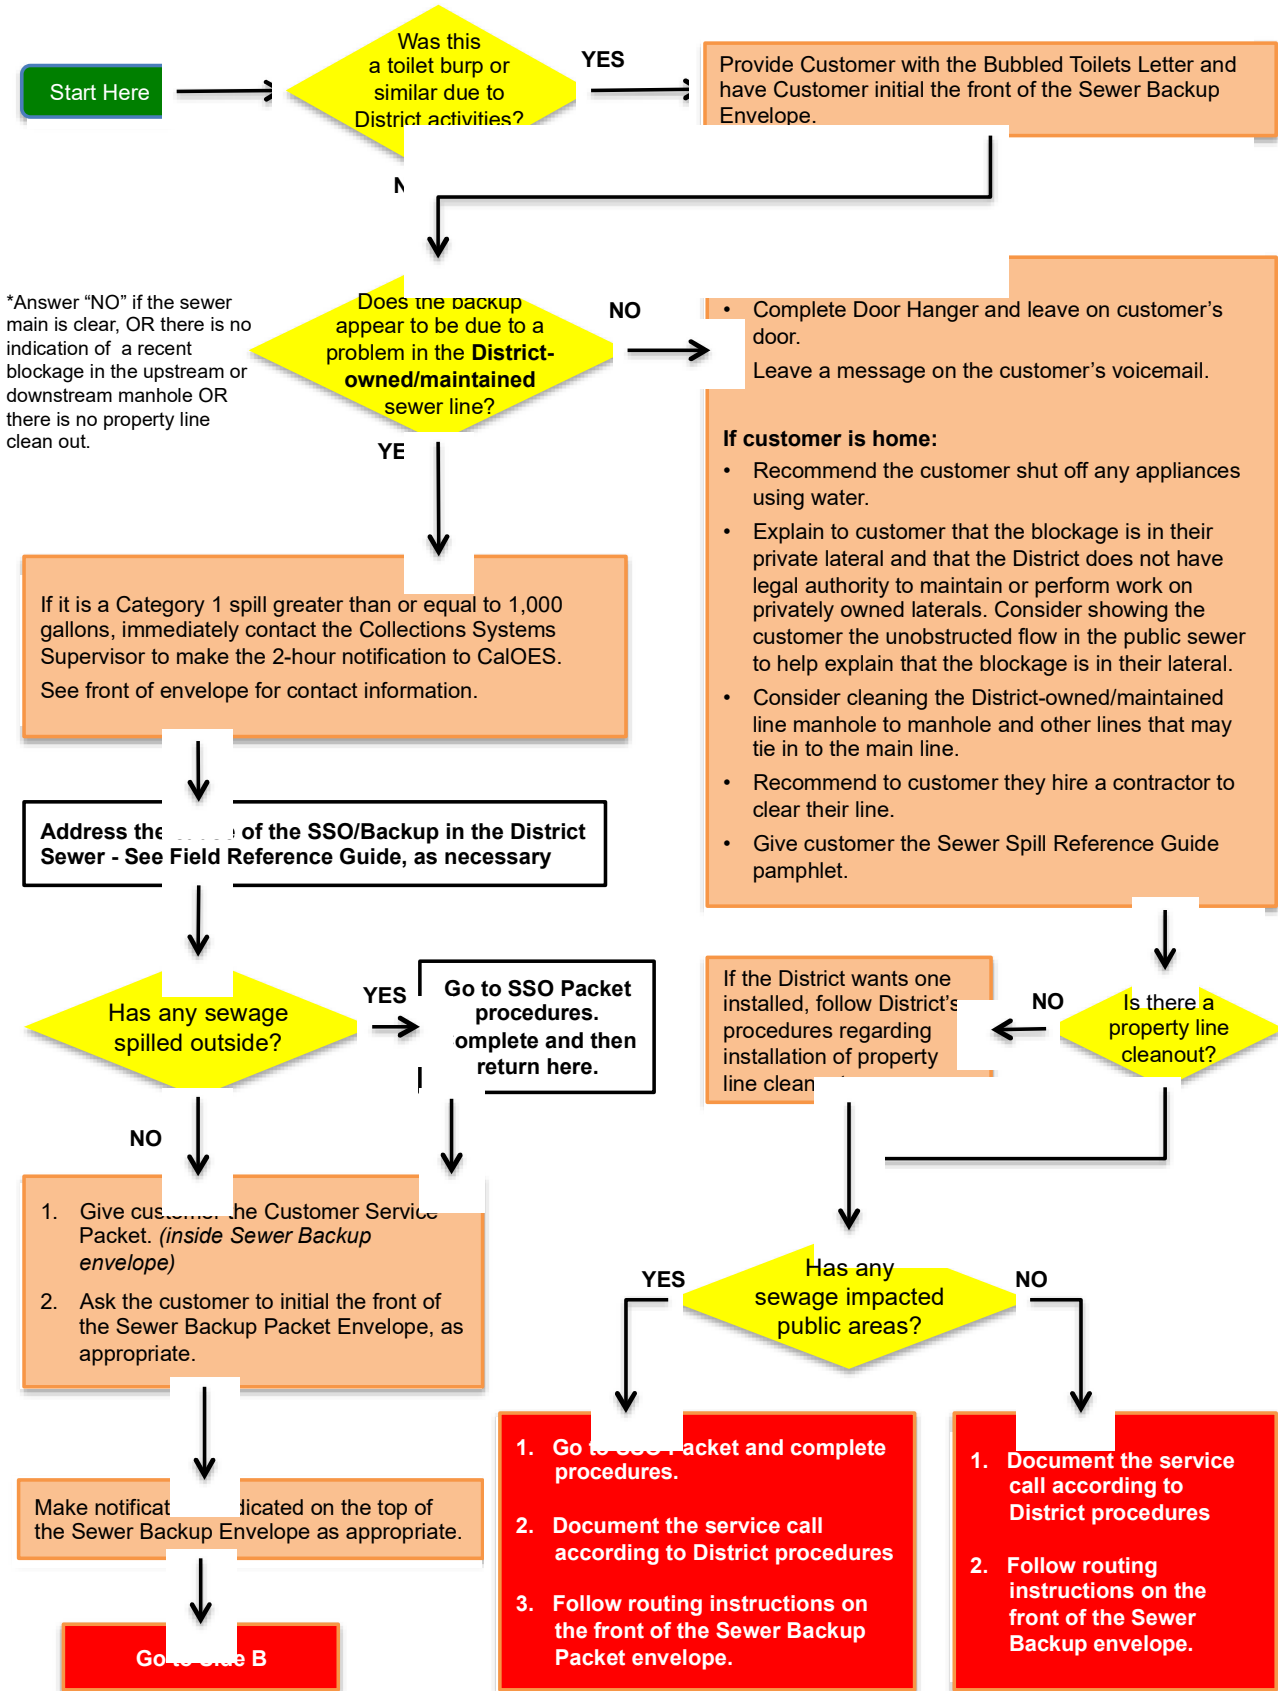 Start Here
Was this
a toilet burp or
similar due to
District activities?
YES
Provide Customer with the Bubbled Toilets Letter and
have Customer initial the front of the Sewer Backup
Envelope.
*Answer “NO” if the sewer
main is clear, OR there is no
indication of a recent
blockage in the upstream or
downstream manhole OR
there is no property line
clean out.
Does the backup
appear to be due to a
problem in the District-
owned/maintained
sewer line?
NO
• Complete Door Hanger and leave on customer’s
door.
Leave a message on the customer’s voicemail.
If customer is home:
• Recommend the customer shut off any appliances
using water.
• Explain to customer that the blockage is in their
private lateral and that the District does not have
legal authority to maintain or perform work on
privately owned laterals. Consider showing the
customer the unobstructed flow in the public sewer
to help explain that the blockage is in their lateral.
• Consider cleaning the District-owned/maintained
line manhole to manhole and other lines that may
tie in to the main line.
• Recommend to customer they hire a contractor to
clear their line.
• Give customer the Sewer Spill Reference Guide
pamphlet.
YE
If it is a Category 1 spill greater than or equal to 1,000
gallons, immediately contact the Collections Systems
Supervisor to make the 2-hour notification to CalOES.
See front of envelope for contact information.
Address the of the SSO/Backup in the District
Sewer - See Field Reference Guide, as necessary
Has any sewage
spilled outside?
YES
Go to SSO Packet
procedures.
omplete and then
return here.
NO
If the District wants one
installed, follow District’s
procedures regarding
installation of property
line
NO
Is there a
property line
cleanout?
1. Give customer the Customer Service
Packet. (inside Sewer Backup
envelope)
2. Ask the customer to initial the front of
the Sewer Backup Packet Envelope, as
appropriate.
Has any
sewage impacted
public areas?
YES
NO
Make on the top of
the Sewer Backup Envelope as appropriate.
Go to Side B
1. Go to SSO Packet and complete
procedures.
2. Document the service call
according to District procedures
3. Follow routing instructions on
the front of the Sewer Backup
Packet envelope.
1. Document the service
call according to
District procedures
2. Follow routing
instructions on the
front of the Sewer
Backup envelope.